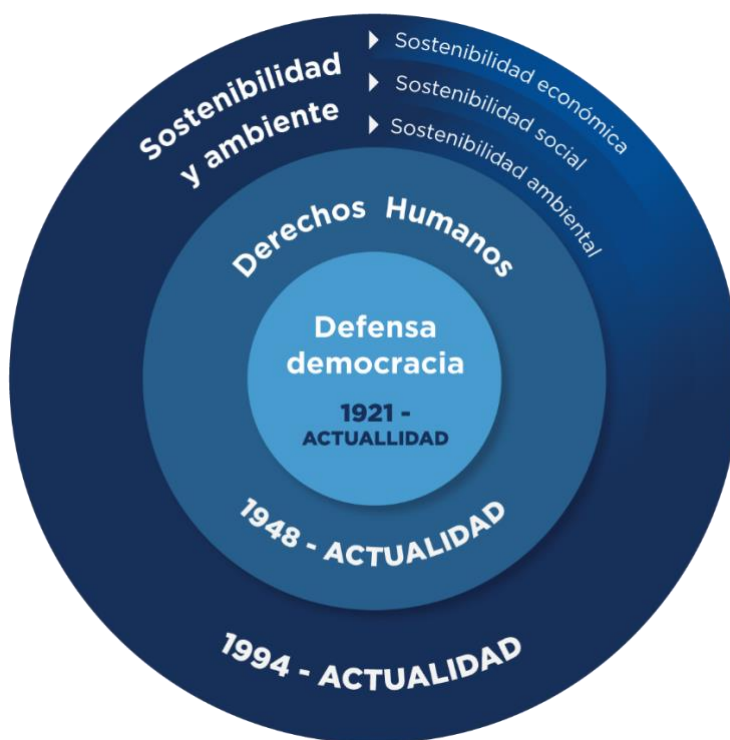 Sostenibilidad
y ambiente
Sostenibilidad económica
Sostenibilidad social
Sostenibilidad ambiental
Derechos Humanos
Defensa
democracia
1921 -
ACTUALLIDAD
1948 - ACTUALIDAD
1994 - ACTUALIDAD